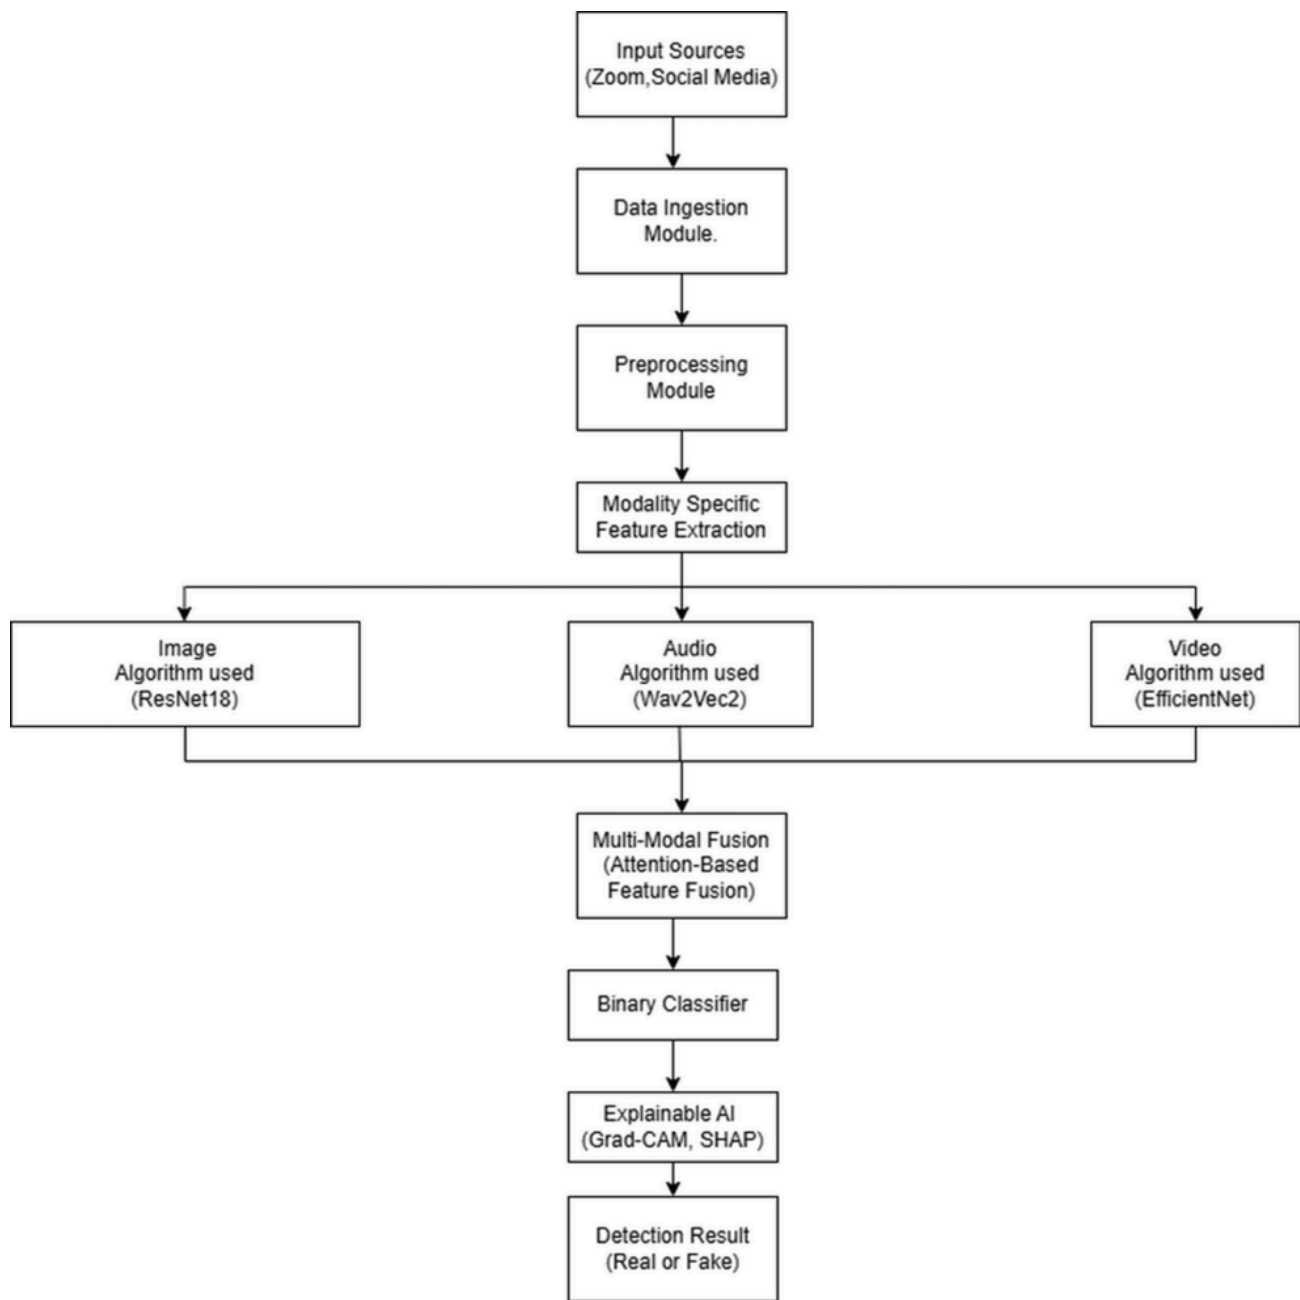 Input Sources
(Zoom,Social Media)
Data Ingestion
Module.
Preprocessing
Module
Modality Specific
Feature Extraction
Image
Algorithm used
(ResNet18)
Audio
Algorithm used
(Wav2Vec2)
Video
Algorithm used
(EfficientNet)
Multi-Modal Fusion
(Attention-Based
Feature Fusion)
Binary Classifier
Explainable AI
(Grad-CAM, SHAP)
Detection Result
(Real or Fake)